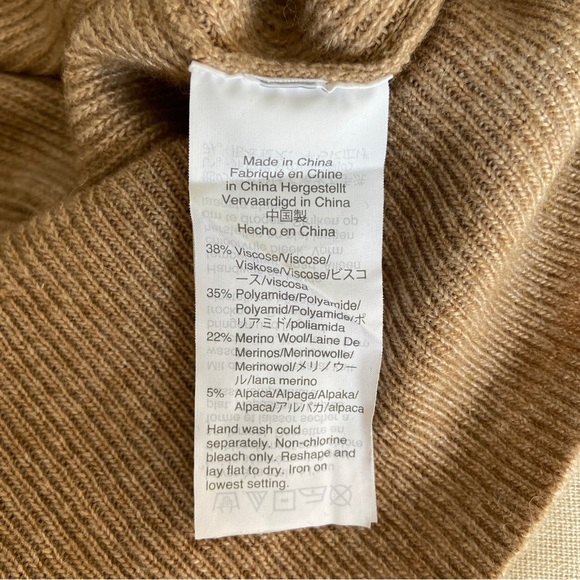 Made in China
Fabriqué en Chine
in China Hergestellt
Vervaardigd in China
中国製
Hecho en China
38% Viscose/Viscose/
Viskose/Viscose/ビスコ
ース/viscosa
35% Polyamide/Polyamide/
Polyamid/Polyamide/ポ
リアミド/poliamida
22% Merino Wool/Laine De
Merinos/Merinowolle/
Merinowol/メリノウー
ル/lana merino
5% Alpaca/Alpaga/Alpaka/
Alpaca/アルパカ/alpaca
Hand wash cold
separately. Non-chlorine
bleach only. Reshape and
lay flat to dry. Iron on
lowest setting.